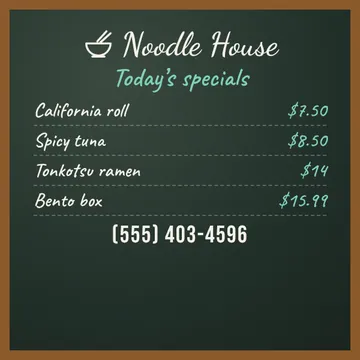 Noodle House
Today's specials
California roll $7.50
Spicy tuna $8.50
Tonkotsu ramen $14
Bento box $15.99
(555) 403-4596